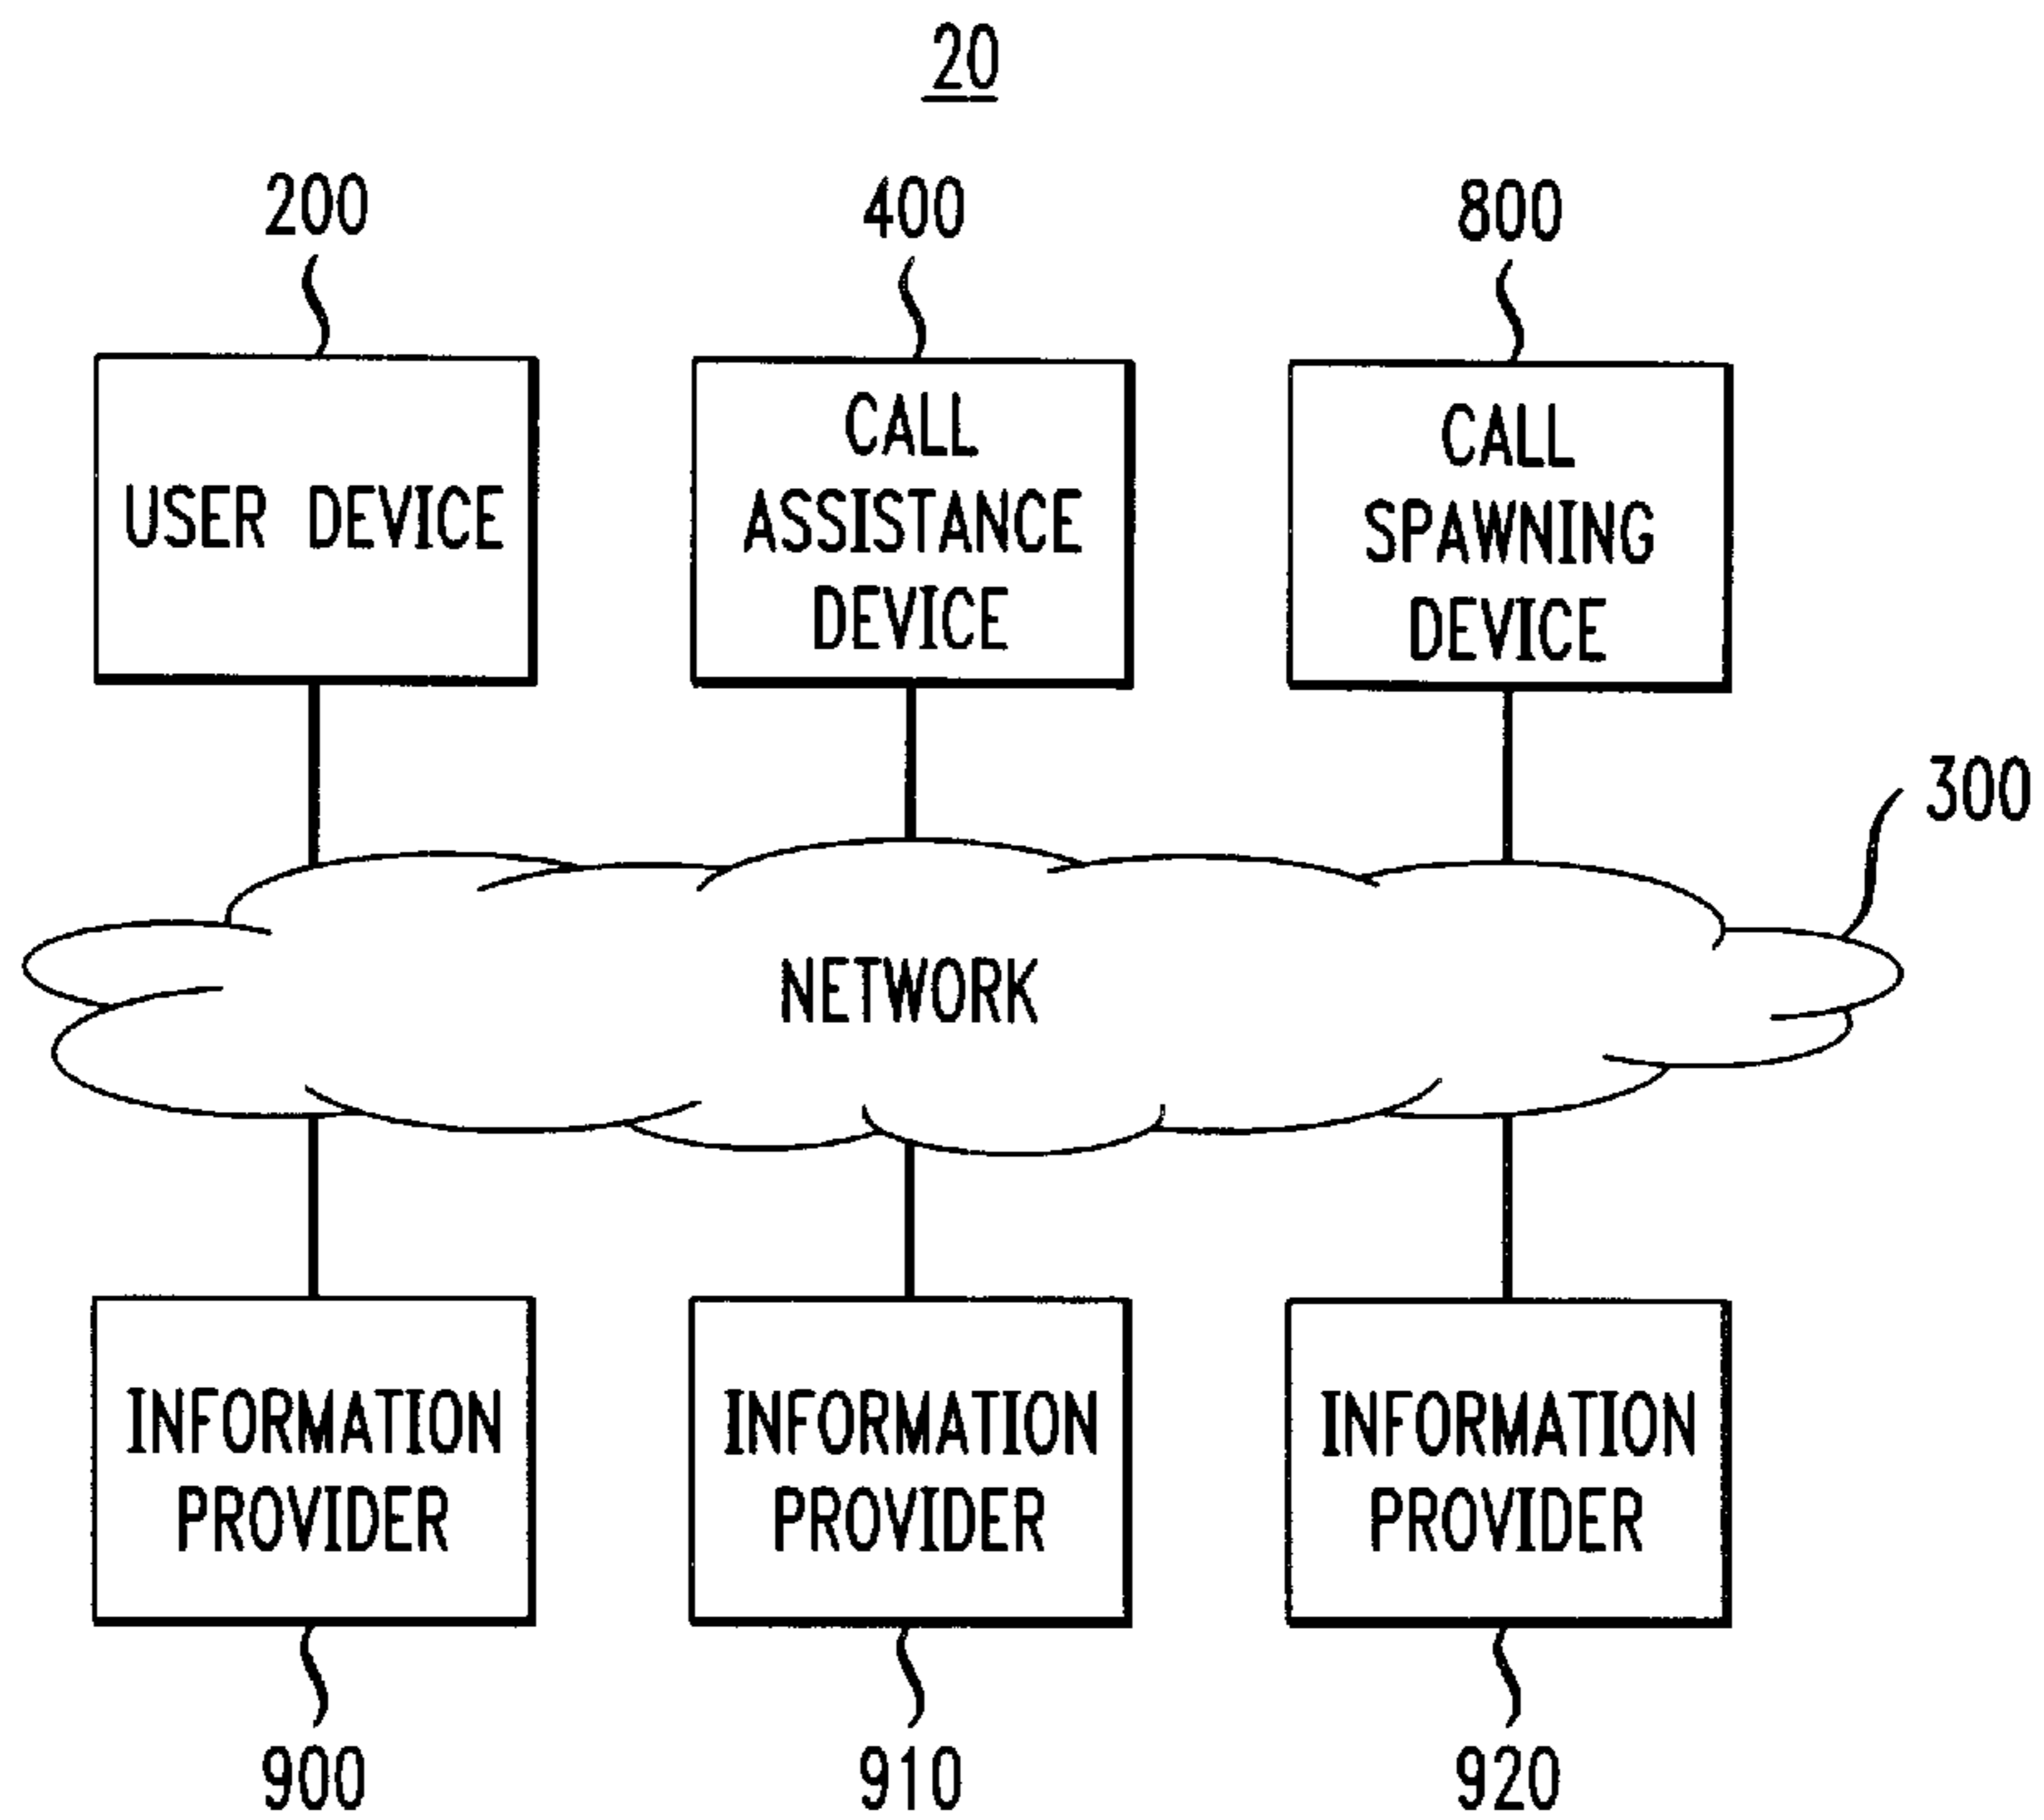 20
200
400
800
USER DEVICE
CALL
ASSISTANCE
DEVICE
CALL
SPAWNING
DEVICE
300
NETWORK
INFORMATION
PROVIDER
INFORMATION
PROVIDER
INFORMATION
PROVIDER
900
910
920